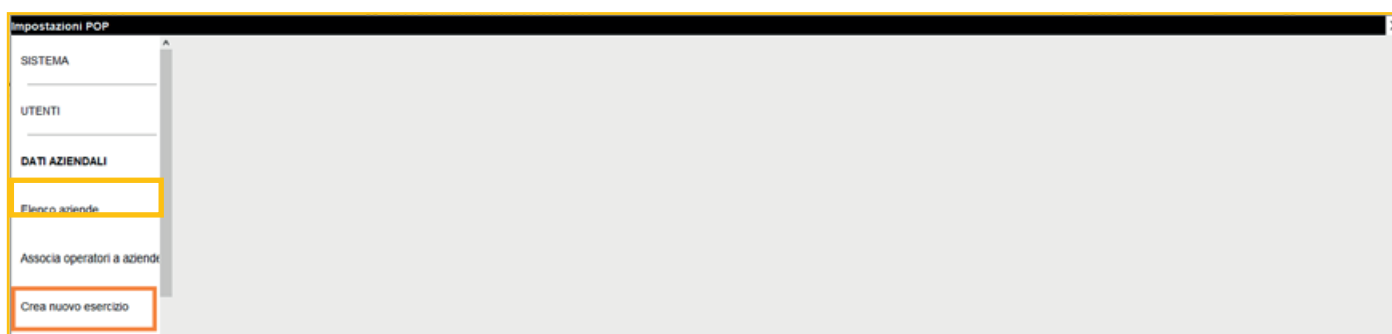 Impostazioni POP
SISTEMA
UTENTI
DATI AZIENDALI
Elenco aziende
Associa operatori a aziende
Crea nuovo esercizio